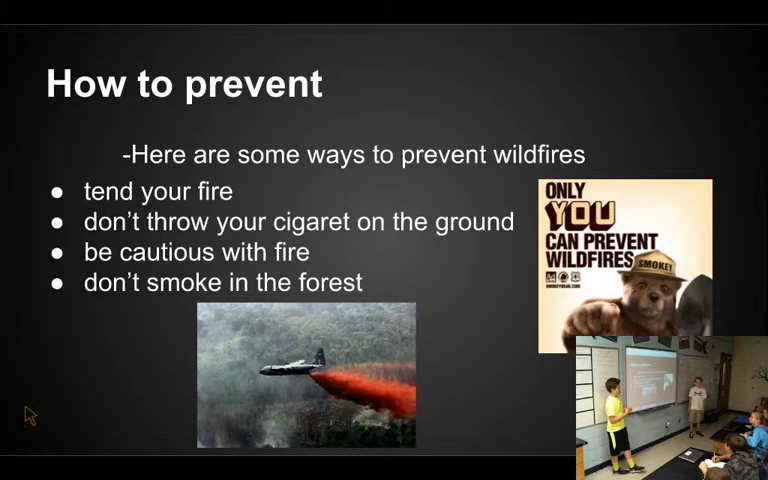 How to prevent
-Here are some ways to prevent wildfires
● tend your fire
● don't throw your cigaret on the ground
● be cautious with fire
● don't smoke in the forest
ONLY
YOU
CAN PREVENT
WILDFIRES
SMOKEY
SMOKEYBEAR.COM